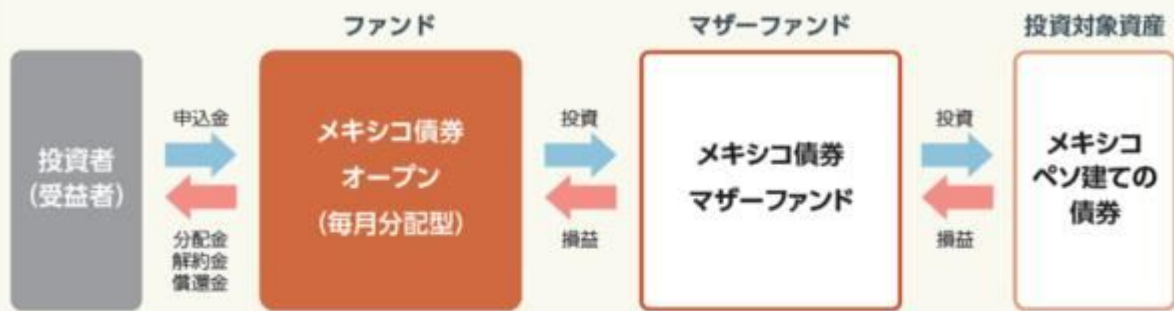 ファンド
マザーファンド
投資対象資産
投資者
(受益者)
申込金
分配金
解約金
償還金
メキシコ債券
オープン
(毎月分配型)
投資
損益
メキシコ債券
マザーファンド
投資
損益
メキシコ
ペソ建ての
債券